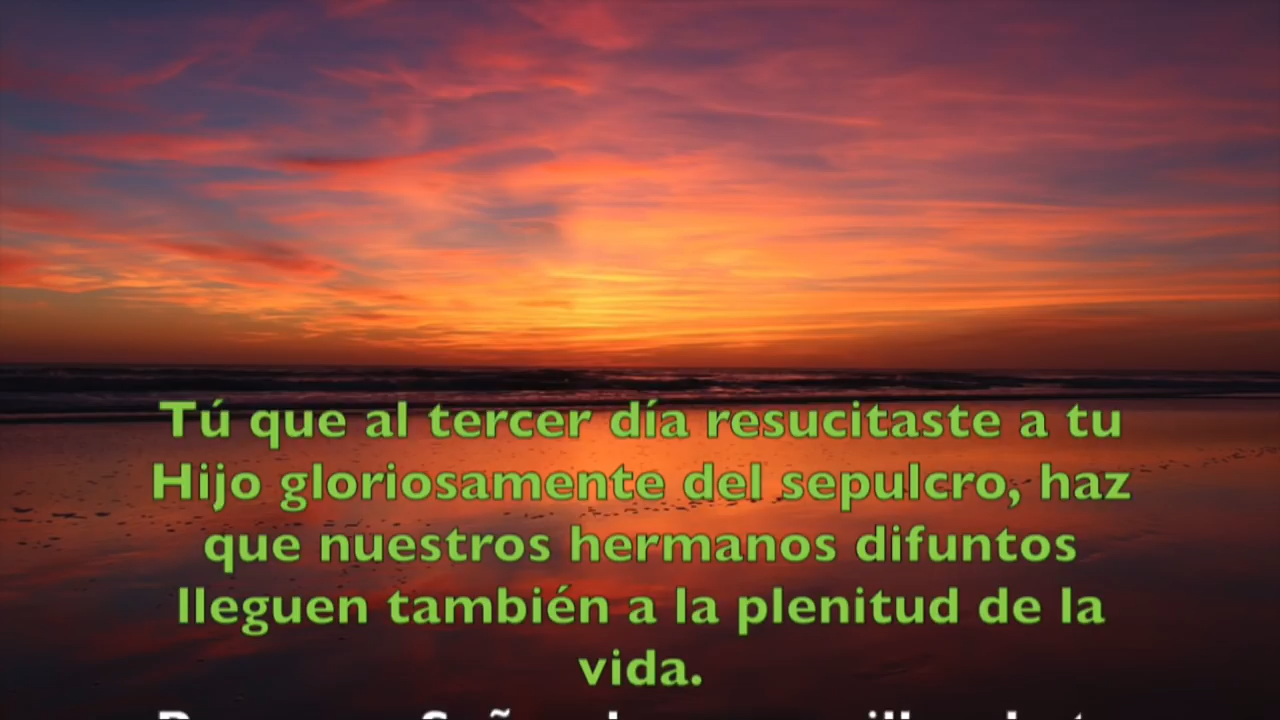 Tú que al tercer día resucitaste a tu
Hijo gloriosamente del sepulcro, haz
que nuestros hermanos difuntos
lleguen también a la plenitud de la
vida.